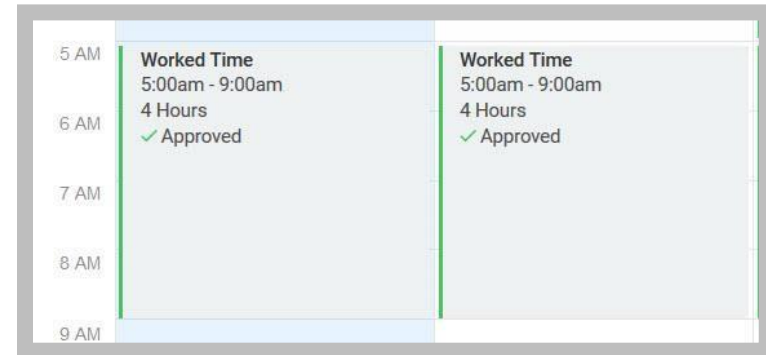 5 AM
6 AM
7 AM
8 AM
9 AM
Worked Time
5:00am - 9:00am
4 Hours
Approved
Worked Time
5:00am - 9:00am
4 Hours
Approved